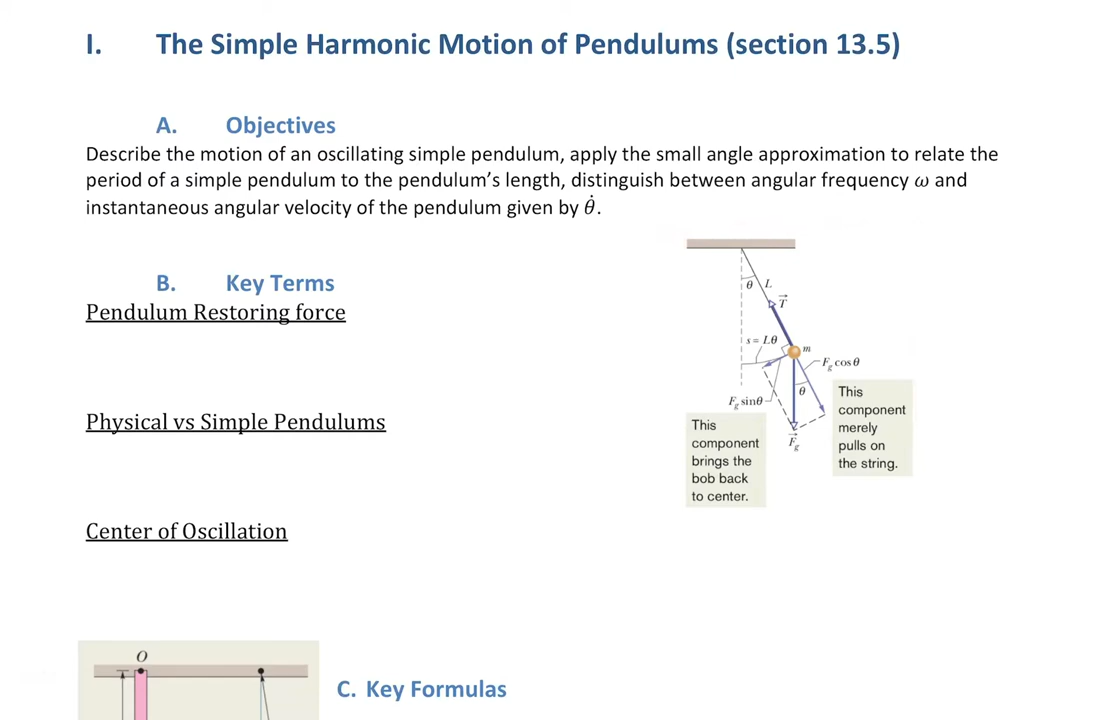 I. The Simple Harmonic Motion of Pendulums (section 13.5)
A. Objectives
Describe the motion of an oscillating simple pendulum, apply the small angle approximation to relate the
period of a simple pendulum to the pendulum's length, distinguish between angular frequency ω and
instantaneous angular velocity of the pendulum given by θ̇.
B. Key Terms
Pendulum Restoring force
Physical vs Simple Pendulums
Center of Oscillation
θ L
T⃗
s = Lθ
m
F_g cos θ
θ
F_g sinθ
F⃗_g
This
component
brings the
bob back
to center.
This
component
merely
pulls on
the string.
O
C. Key Formulas